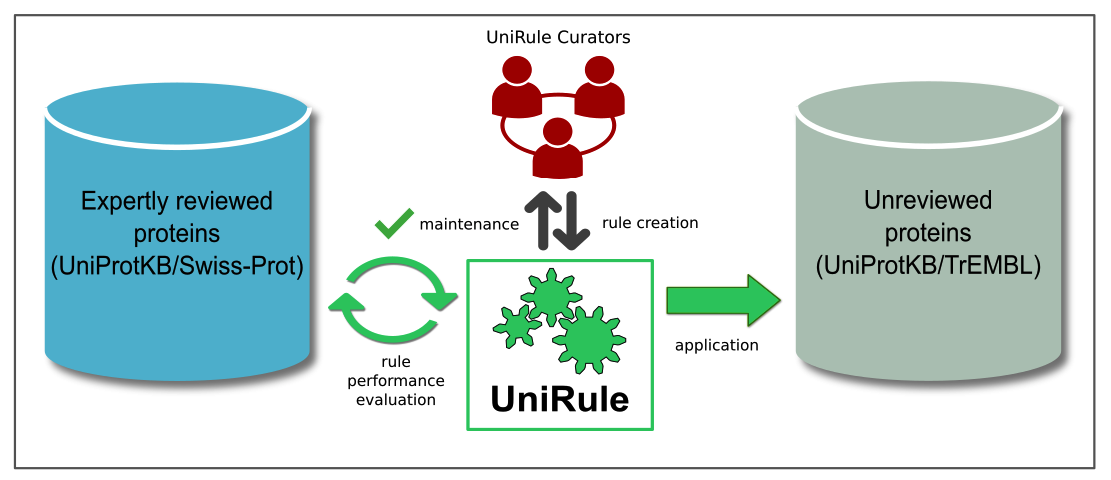 UniRule Curators
Expertly reviewed
proteins
(UniProtKB/Swiss-Prot)
maintenance
rule creation
Unreviewed
proteins
(UniProtKB/TrEMBL)
rule
performance
evaluation
UniRule
application